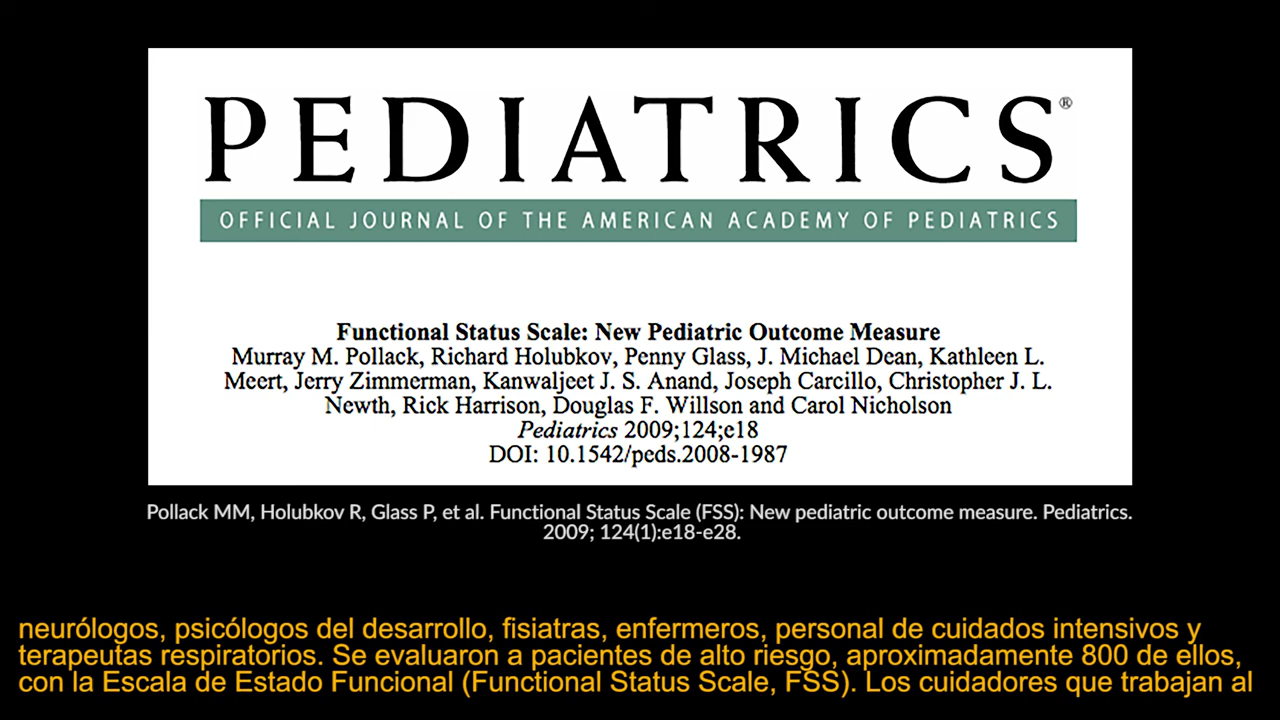 PEDIATRICS®
OFFICIAL JOURNAL OF THE AMERICAN ACADEMY OF PEDIATRICS
Functional Status Scale: New Pediatric Outcome Measure
Murray M. Pollack, Richard Holubkov, Penny Glass, J. Michael Dean, Kathleen L.
Meert, Jerry Zimmerman, Kanwaljeet J. S. Anand, Joseph Carcillo, Christopher J. L.
Newth, Rick Harrison, Douglas F. Willson and Carol Nicholson
Pediatrics 2009;124;e18
DOI: 10.1542/peds.2008-1987
Pollack MM, Holubkov R, Glass P, et al. Functional Status Scale (FSS): New pediatric outcome measure. Pediatrics.
2009; 124(1):e18-e28.
neurólogos, psicólogos del desarrollo, fisiatras, enfermeros, personal de cuidados intensivos y
terapeutas respiratorios. Se evaluaron a pacientes de alto riesgo, aproximadamente 800 de ellos,
con la Escala de Estado Funcional (Functional Status Scale, FSS). Los cuidadores que trabajan al